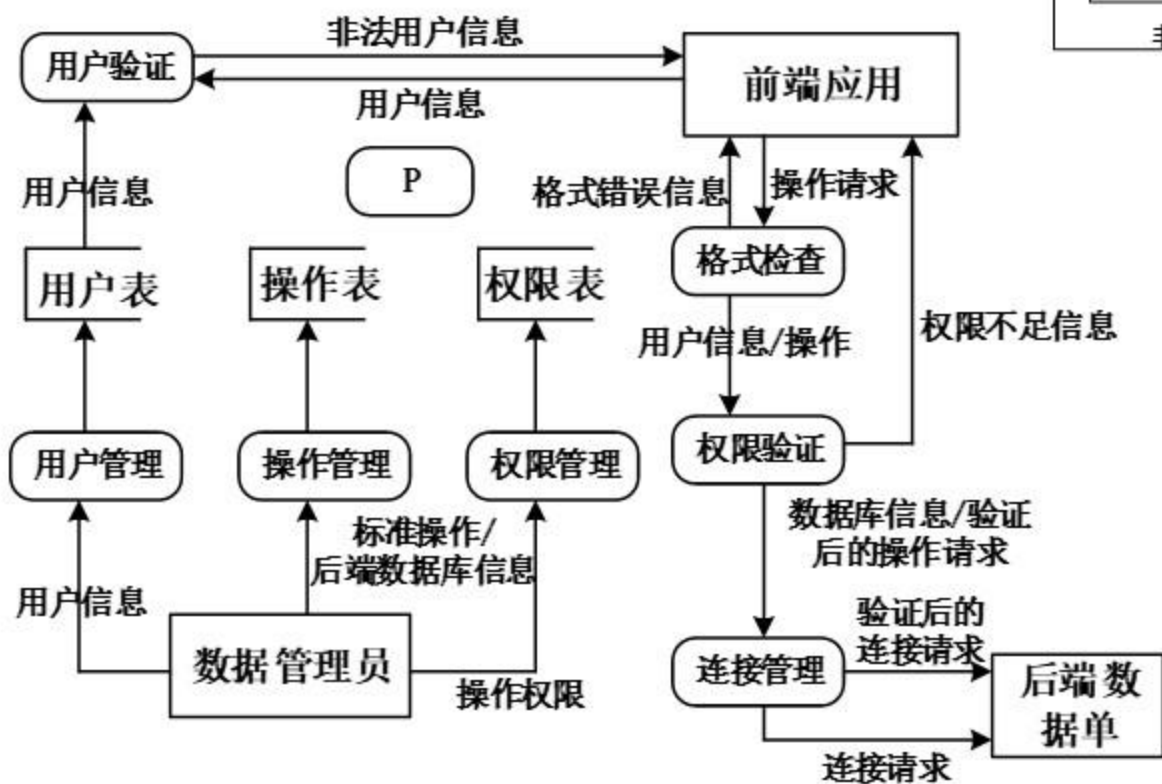 非法用户信息
用户验证
前端应用
用户信息
P
用户信息
格式错误信息
操作请求
格式检查
用户表
操作表
权限表
用户信息/操作
权限不足信息
用户管理
操作管理
权限管理
权限验证
标准操作/
后端数据库信息
数据库信息/验证
后的操作请求
用户信息
验证后的
连接请求
数据管理员
操作权限
连接管理
后端数
据单
连接请求